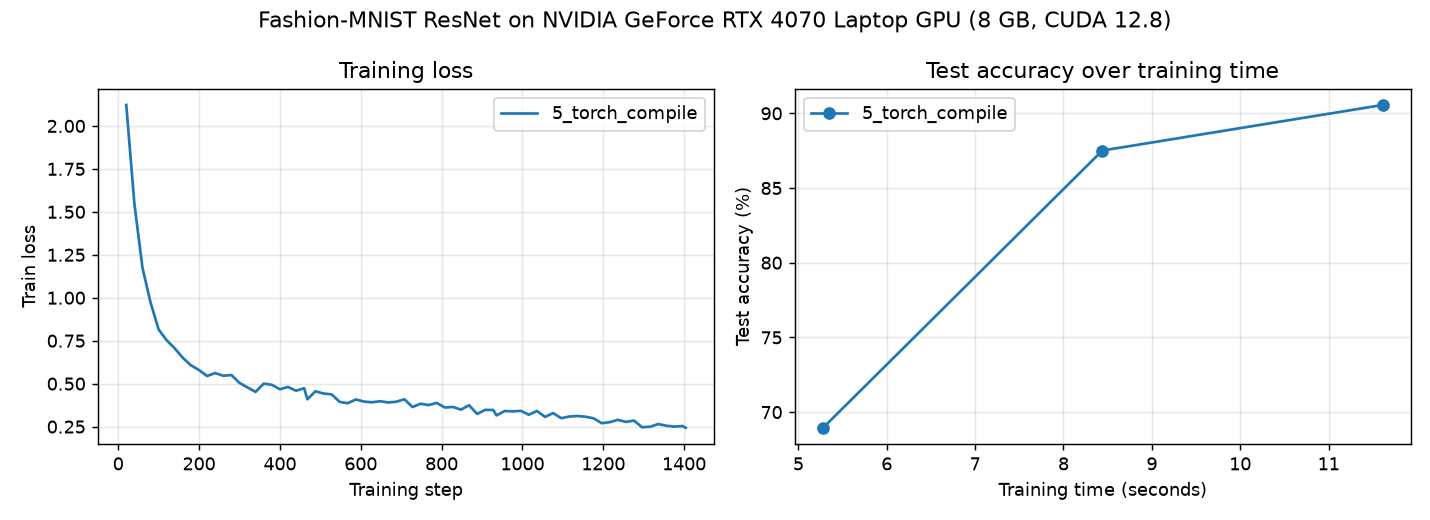 Fashion-MNIST ResNet on NVIDIA GeForce RTX 4070 Laptop GPU (8 GB, CUDA 12.8)
Training loss
5_torch_compile
Train loss
2.00
1.75
1.50
1.25
1.00
0.75
0.50
0.25
0 200 400 600 800 1000 1200 1400
Training step
Test accuracy over training time
5_torch_compile
Test accuracy (%)
90
85
80
75
70
5 6 7 8 9 10 11
Training time (seconds)